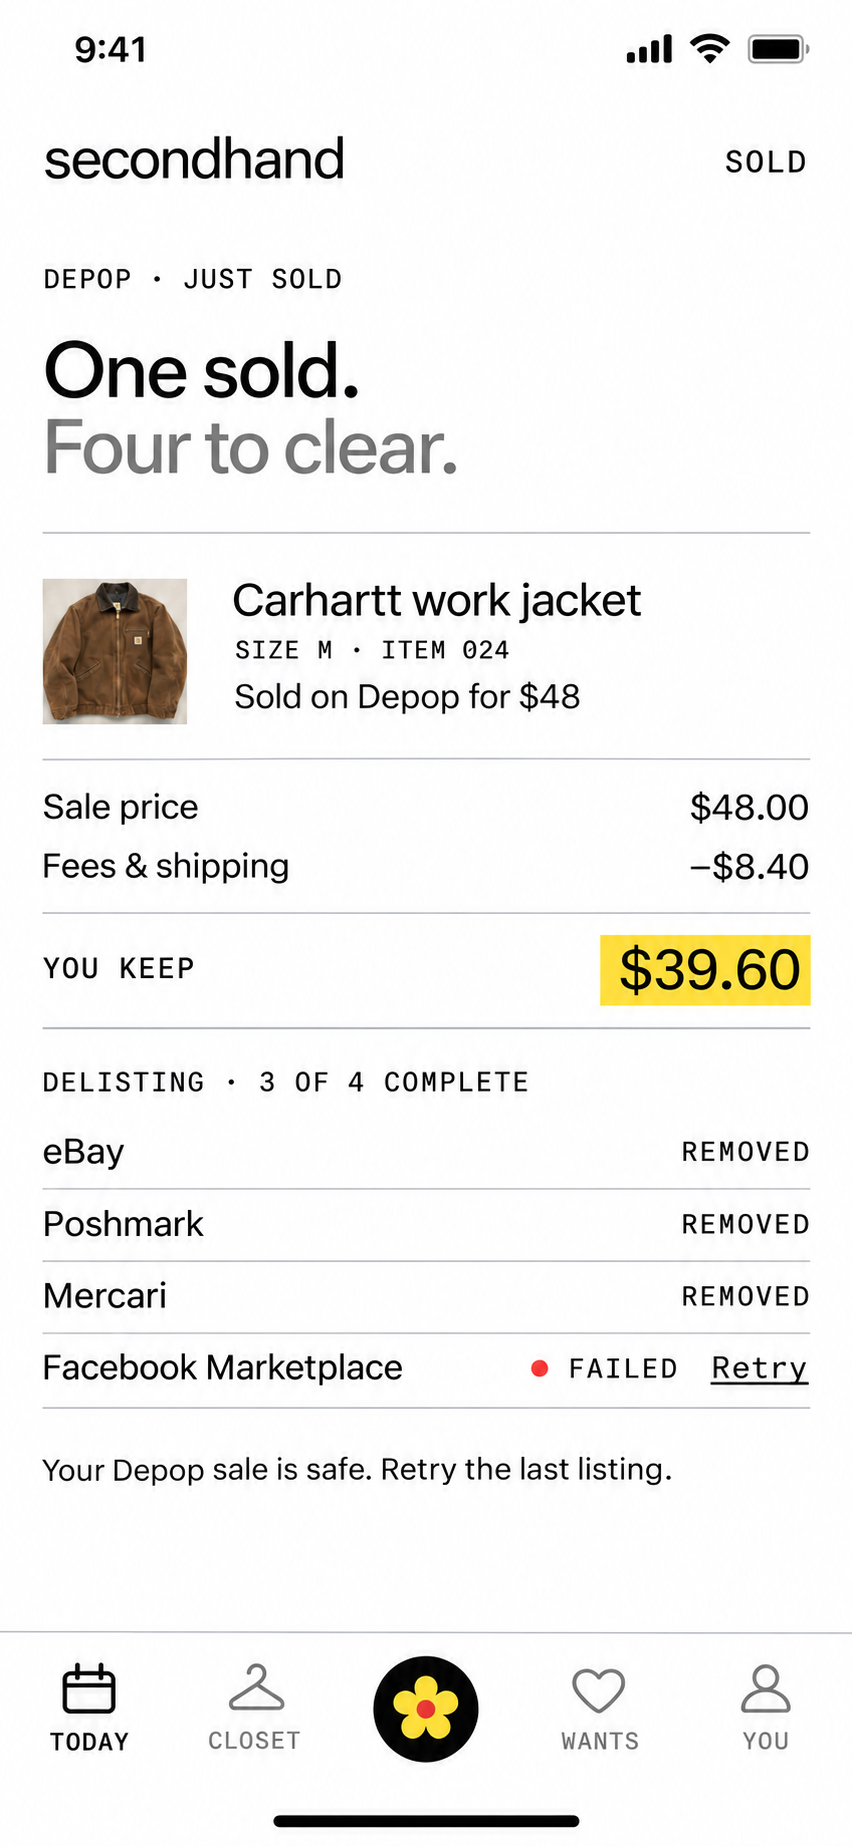 9:41
secondhand
SOLD
DEPOP · JUST SOLD
One sold.
Four to clear.
Carhartt work jacket
SIZE M · ITEM 024
Sold on Depop for $48
Sale price $48.00
Fees & shipping –$8.40
YOU KEEP $39.60
DELISTING · 3 OF 4 COMPLETE
eBay REMOVED
Poshmark REMOVED
Mercari REMOVED
Facebook Marketplace FAILED Retry
Your Depop sale is safe. Retry the last listing.
TODAY CLOSET WANTS YOU